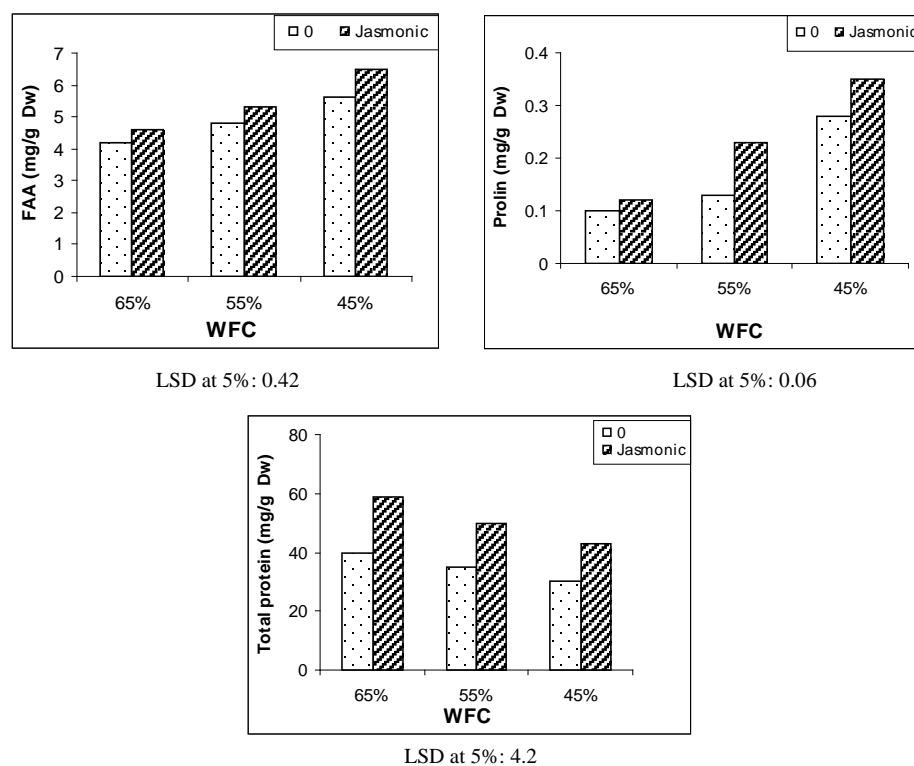 0 Jasmonic
7
6
5
4
3
2
1
0
FAA (mg/g Dw)
65% 55% 45%
WFC
LSD at 5%: 0.42
0 Jasmonic
0.4
0.3
0.2
0.1
0
Prolin (mg/g Dw)
65% 55% 45%
WFC
LSD at 5%: 0.06
0
Jasmonic
80
60
40
20
0
Total protein (mg/g Dw)
65% 55% 45%
WFC
LSD at 5%: 4.2